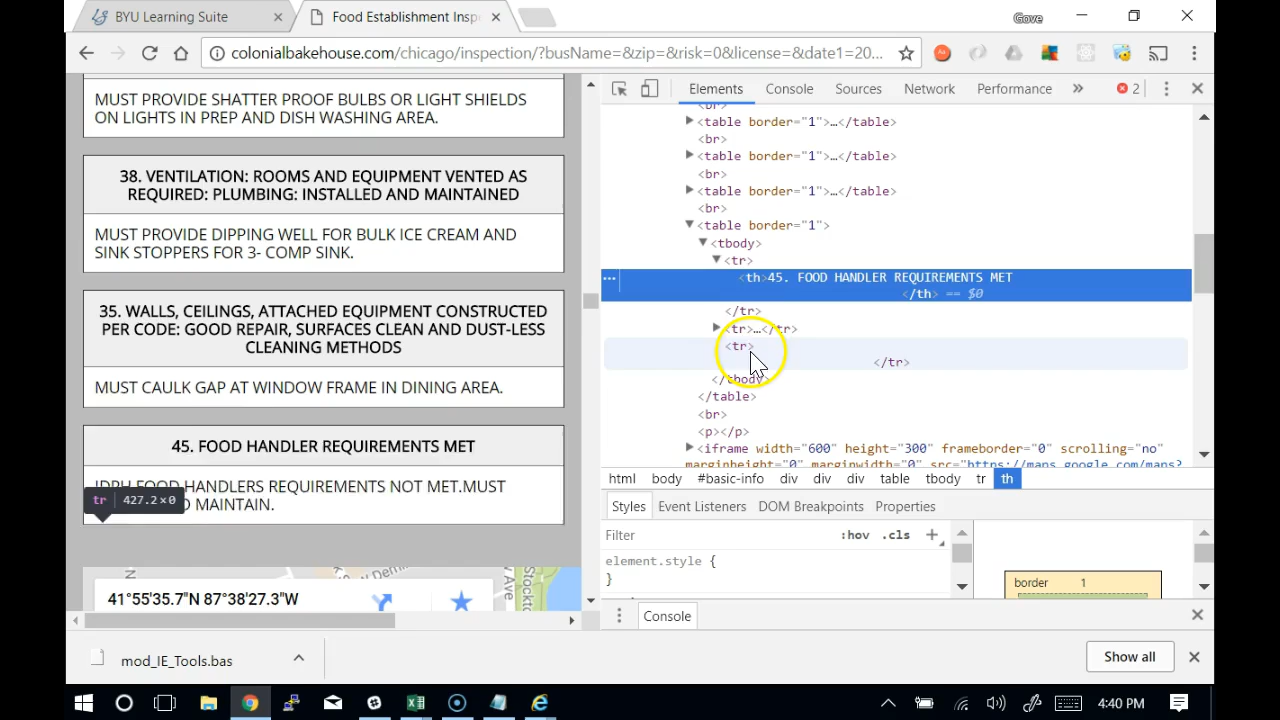 BYU Learning Suite
Food Establishment Insp
Gove
colonialbakehouse.com/chicago/inspection/?busName=&zip=&risk=0&license=&date1=20...
MUST PROVIDE SHATTER PROOF BULBS OR LIGHT SHIELDS
ON LIGHTS IN PREP AND DISH WASHING AREA.
38. VENTILATION: ROOMS AND EQUIPMENT VENTED AS
REQUIRED: PLUMBING: INSTALLED AND MAINTAINED
MUST PROVIDE DIPPING WELL FOR BULK ICE CREAM AND
SINK STOPPERS FOR 3- COMP SINK.
35. WALLS, CEILINGS, ATTACHED EQUIPMENT CONSTRUCTED
PER CODE: GOOD REPAIR, SURFACES CLEAN AND DUST-LESS
CLEANING METHODS
MUST CAULK GAP AT WINDOW FRAME IN DINING AREA.
45. FOOD HANDLER REQUIREMENTS MET
IDPH FOOD HANDLERS REQUIREMENTS NOT MET.MUST
MAINTAIN.
tr 427.2×0
41°55'35.7"N 87°38'27.3"W
Elements Console Sources Network Performance » 2
<br>
<table border="1">…</table>
<br>
<table border="1">…</table>
<br>
<table border="1">…</table>
<br>
<table border="1">
<tbody>
<tr>
<th>45. FOOD HANDLER REQUIREMENTS MET
</th> == $0
</tr>
<tr>…</tr>
<tr>
</tr>
</tbody>
</table>
<br>
<p></p>
<iframe width="600" height="300" frameborder="0" scrolling="no"
marginheight="0" marginwidth="0" src="https://maps.google.com/maps?
html body #basic-info div div div table tbody tr th
Styles Event Listeners DOM Breakpoints Properties
Filter :hov .cls +
element.style {
}
border 1
Console
mod_IE_Tools.bas
Show all
4:40 PM